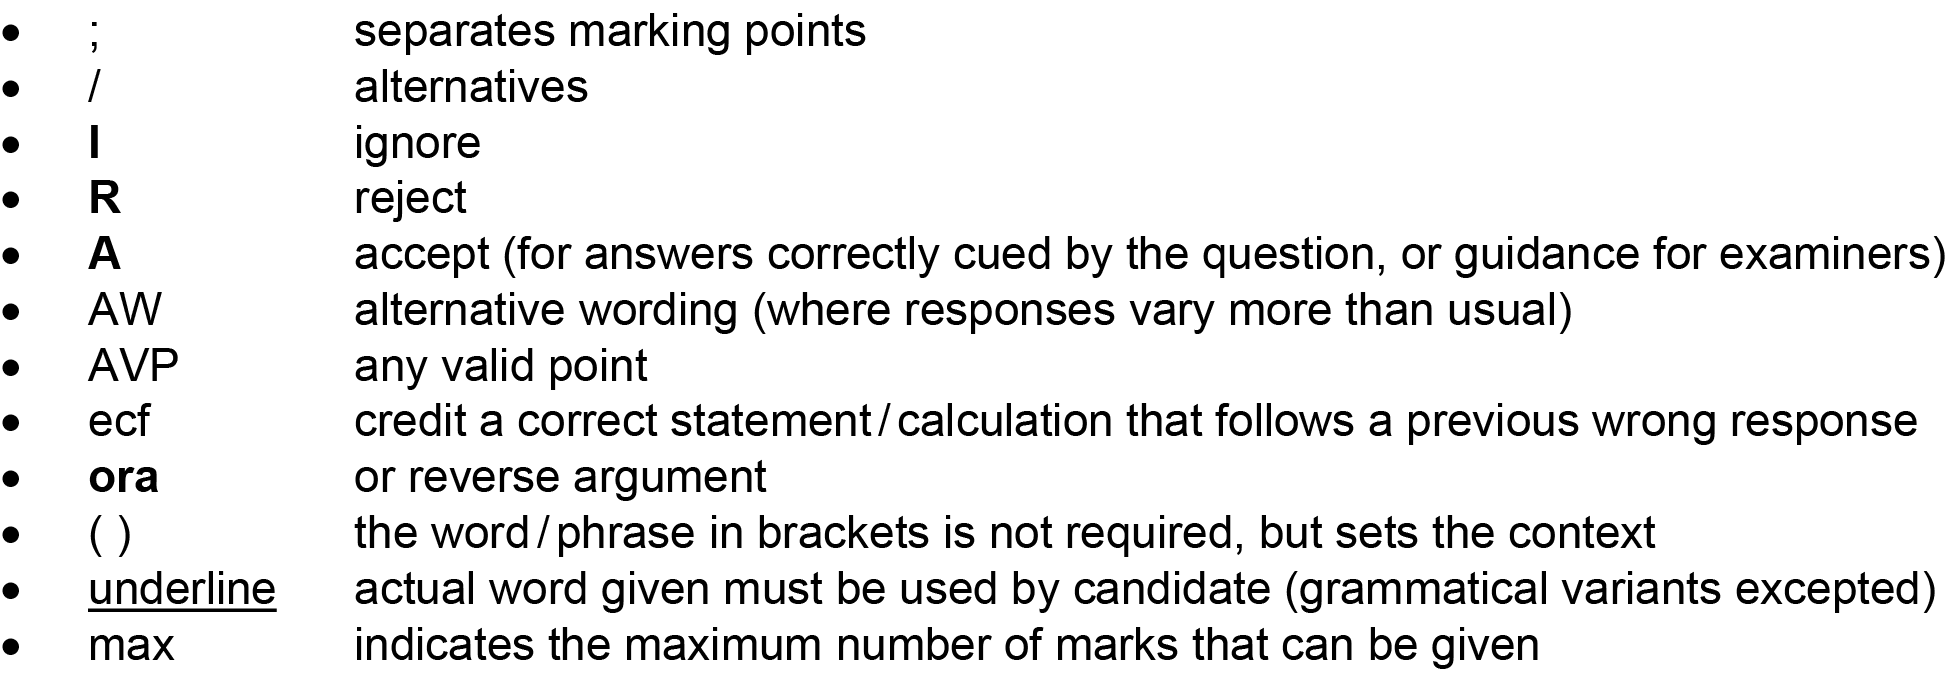 • ; separates marking points
• / alternatives
• I ignore
• R reject
• A accept (for answers correctly cued by the question, or guidance for examiners)
• AW alternative wording (where responses vary more than usual)
• AVP any valid point
• ecf credit a correct statement / calculation that follows a previous wrong response
• ora or reverse argument
• ( ) the word / phrase in brackets is not required, but sets the context
• underline actual word given must be used by candidate (grammatical variants excepted)
• max indicates the maximum number of marks that can be given